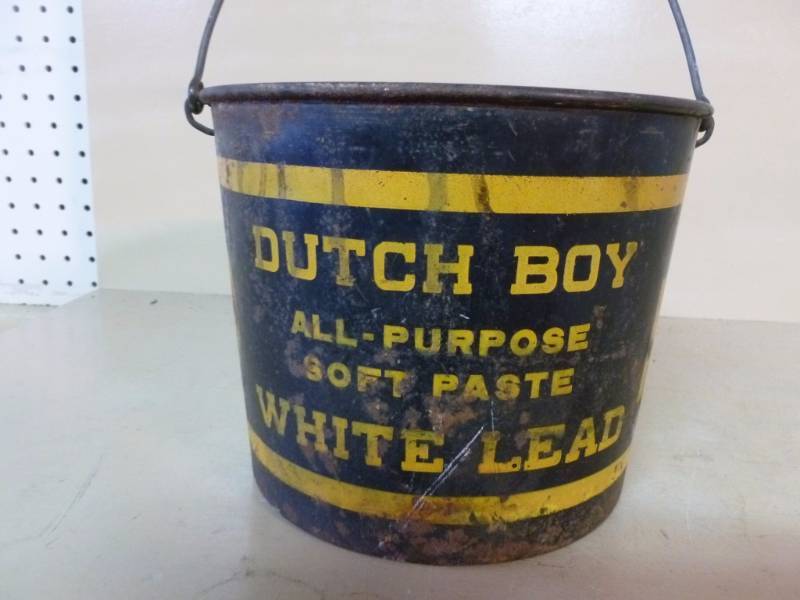 DUTCH BOY
ALL-PURPOSE
SOFT PASTE
WHITE LEAD